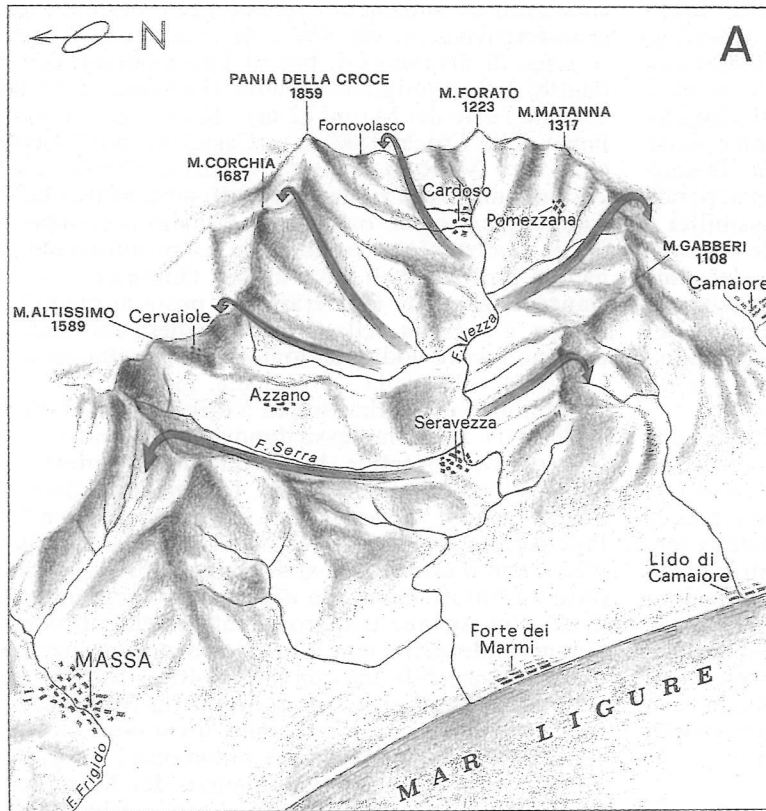 N
A
PANIA DELLA CROCE
1859
M.FORATO
1223
M.MATANNA
1317
Fornovolasco
M.CORCHIA
1687
Cardoso
Pomezzana
M.GABBERI
1108
Camaiore
M.ALTISSIMO
1589
Cervaiole
F. Vezza
Azzano
Seravezza
F. Serra
Lido di
Camaiore
Forte dei
Marmi
MASSA
F. Frigido
MAR LIGURE